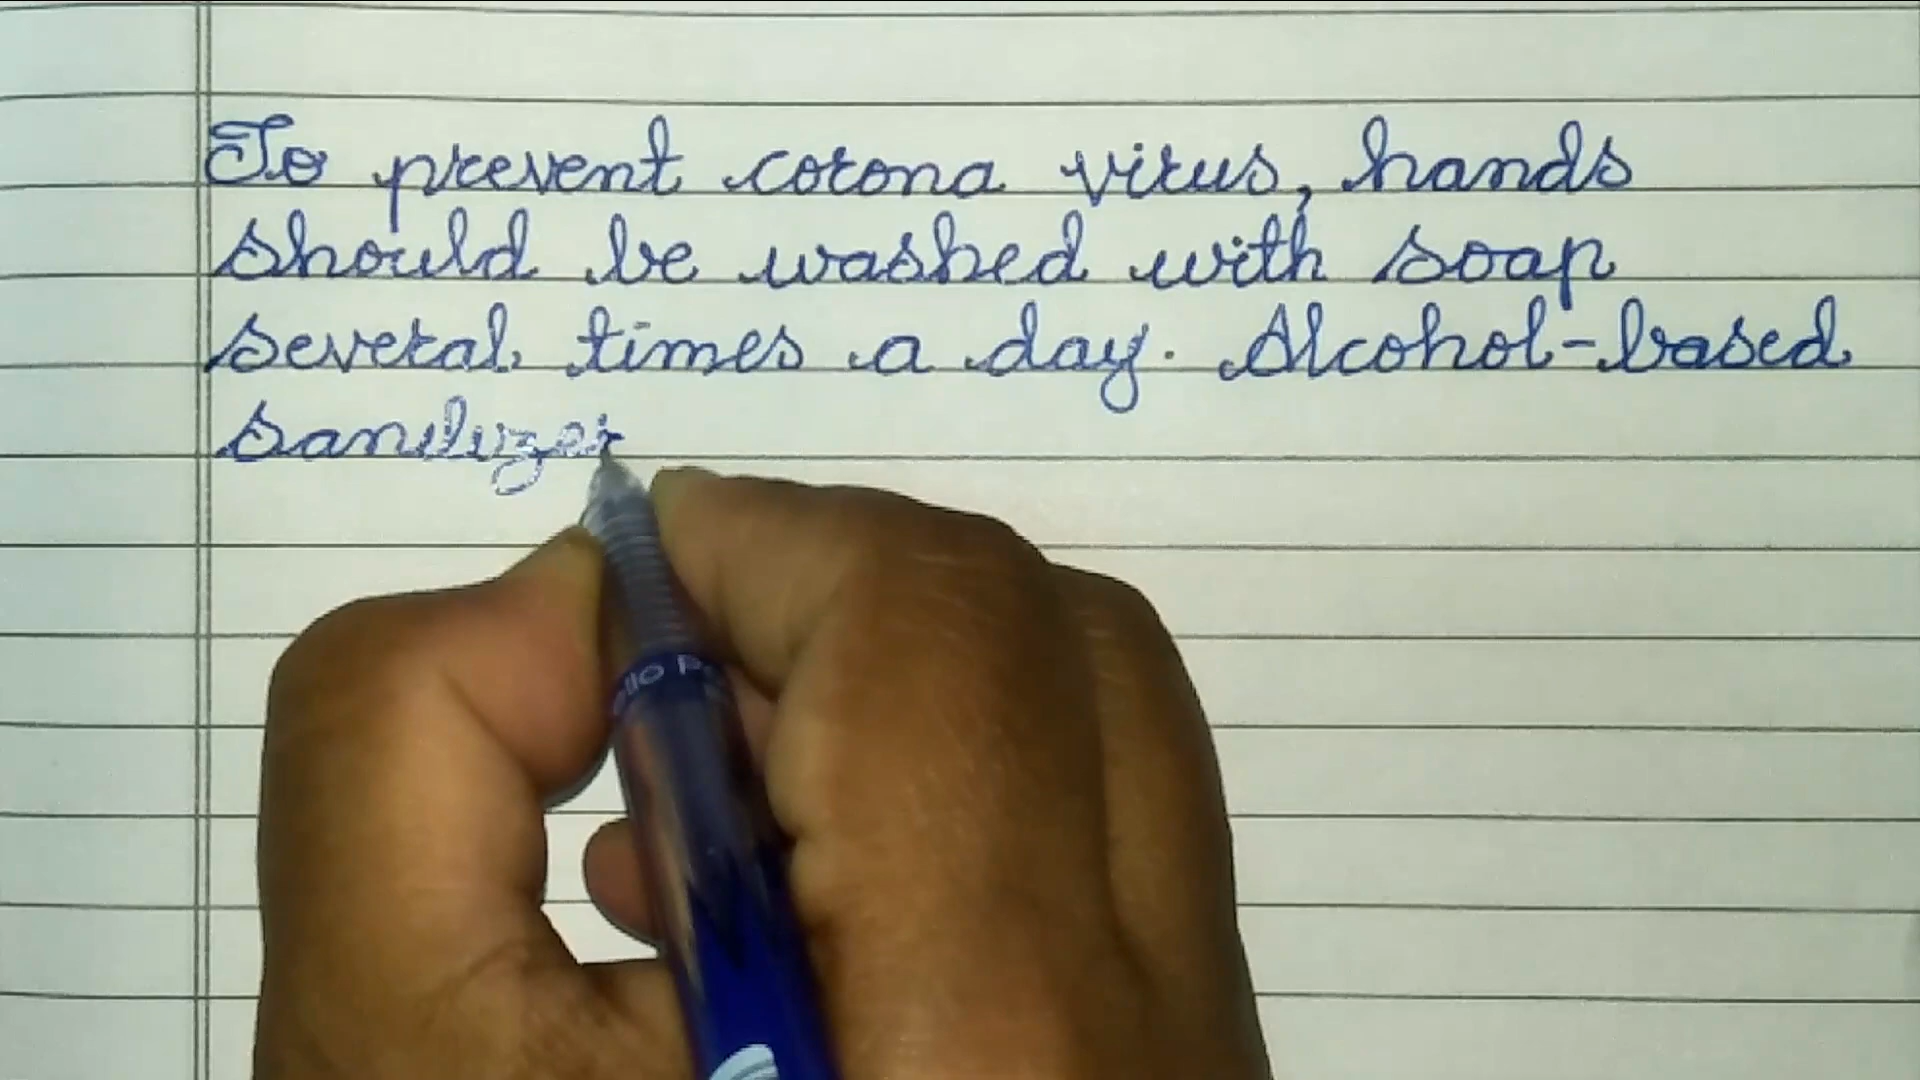 To prevent corona virus, hands
should be washed with soap
several times a day. Alcohol-based
sanitizer